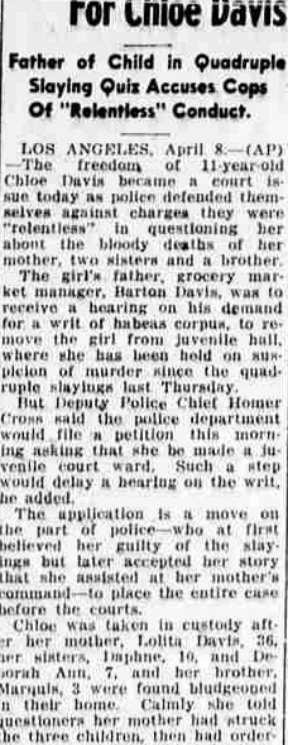 For Chloe Davis
Father of Child in Quadruple
Slaying Quiz Accuses Cops
Of "Relentless" Conduct.
LOS ANGELES, April 8.—(AP)
—The freedom of 11-year-old
Chloe Davis became a court is-
sue today as police defended them-
selves against charges they were
"relentless" in questioning her
about the bloody deaths of her
mother, two sisters and a brother.
The girl's father, grocery mar-
ket manager, Barton Davis, was to
receive a hearing on his demand
for a writ of habeas corpus, to re-
move the girl from juvenile hall,
where she has been held on sus-
picion of murder since the quad-
ruple slayings last Thursday.
But Deputy Police Chief Homer
Cross said the police department
would file a petition this morn-
ing asking that she be made a ju-
venile court ward. Such a step
would delay a hearing on the writ,
he added.
The application is a move on
the part of police—who at first
believed her guilty of the slay-
ings but later accepted her story
that she assisted at her mother's
command—to place the entire case
before the courts.
Chloe was taken in custody aft-
er her mother, Lolita Davis, 36,
her sisters, Daphne, 10, and De-
borah Ann, 7, and her brother,
Marquis, 3 were found bludgeoned
in their home. Calmly she told
questioners her mother had struck
the three children, then had order-